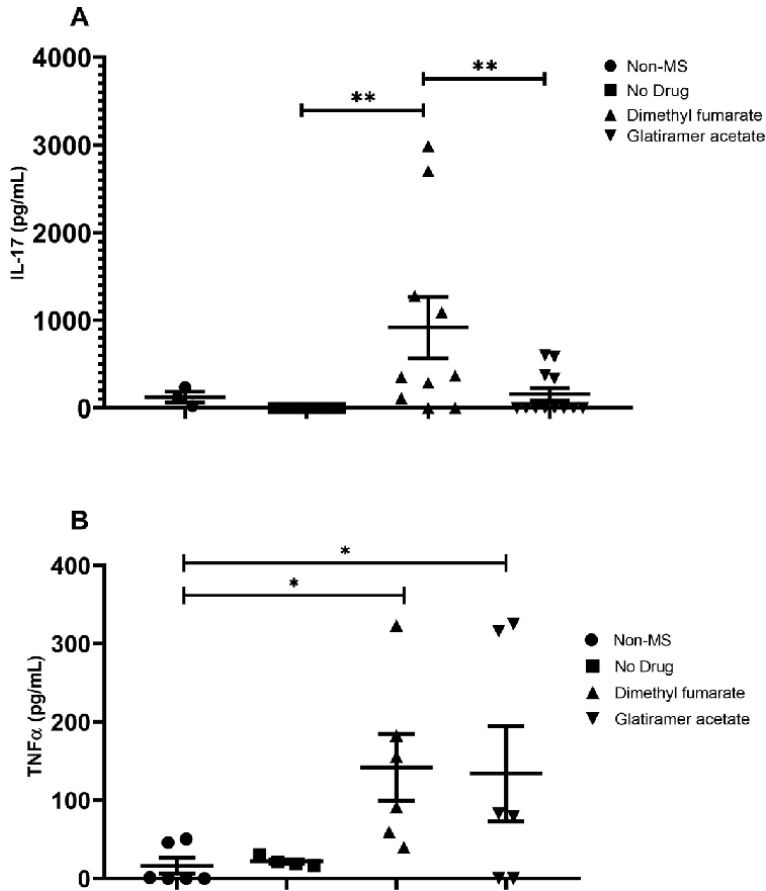 A
4000
3000
2000
1000
0
IL-17 (pg/mL)
**
**
Non-MS
No Drug
Dimethyl fumarate
Glatiramer acetate
B
400
300
200
100
0
TNFα (pg/mL)
*
*
Non-MS
No Drug
Dimethyl fumarate
Glatiramer acetate